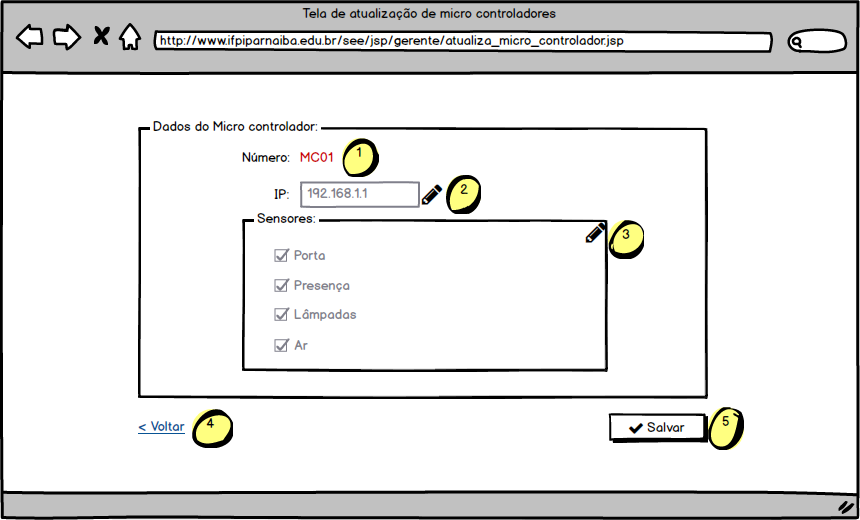 Tela de atualização de micro controladores
http://www.ifpiparnaiba.edu.br/see/jsp/gerente/atualiza_micro_controlador.jsp
Dados do Micro controlador:
Número: MC01 1
IP: 192.168.1.1 2
Sensores:
3
Porta
Presença
Lâmpadas
Ar
< Voltar 4 Salvar 5